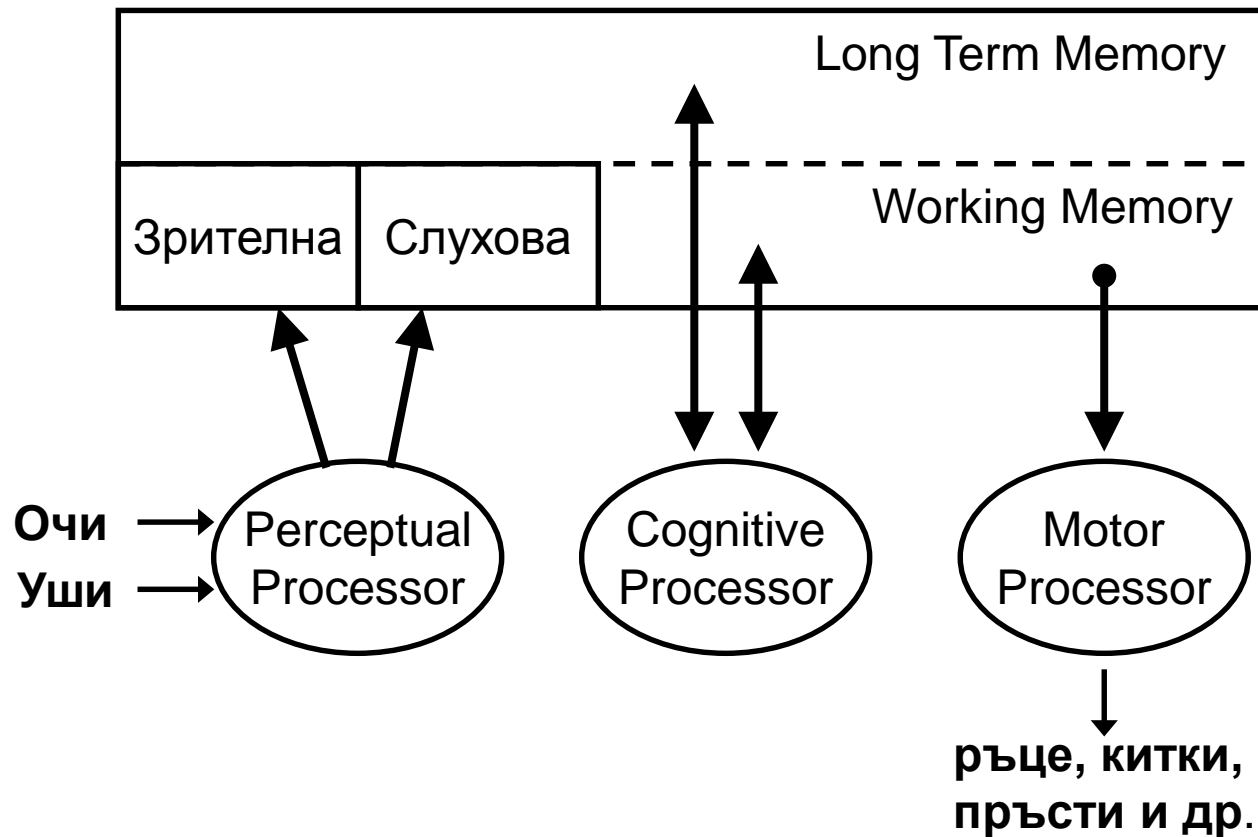 Long Term Memory
Working Memory
Зрителна
Слухова
Очи
Уши
Perceptual
Processor
Cognitive
Processor
Motor
Processor
ръце, китки,
пръсти и др.